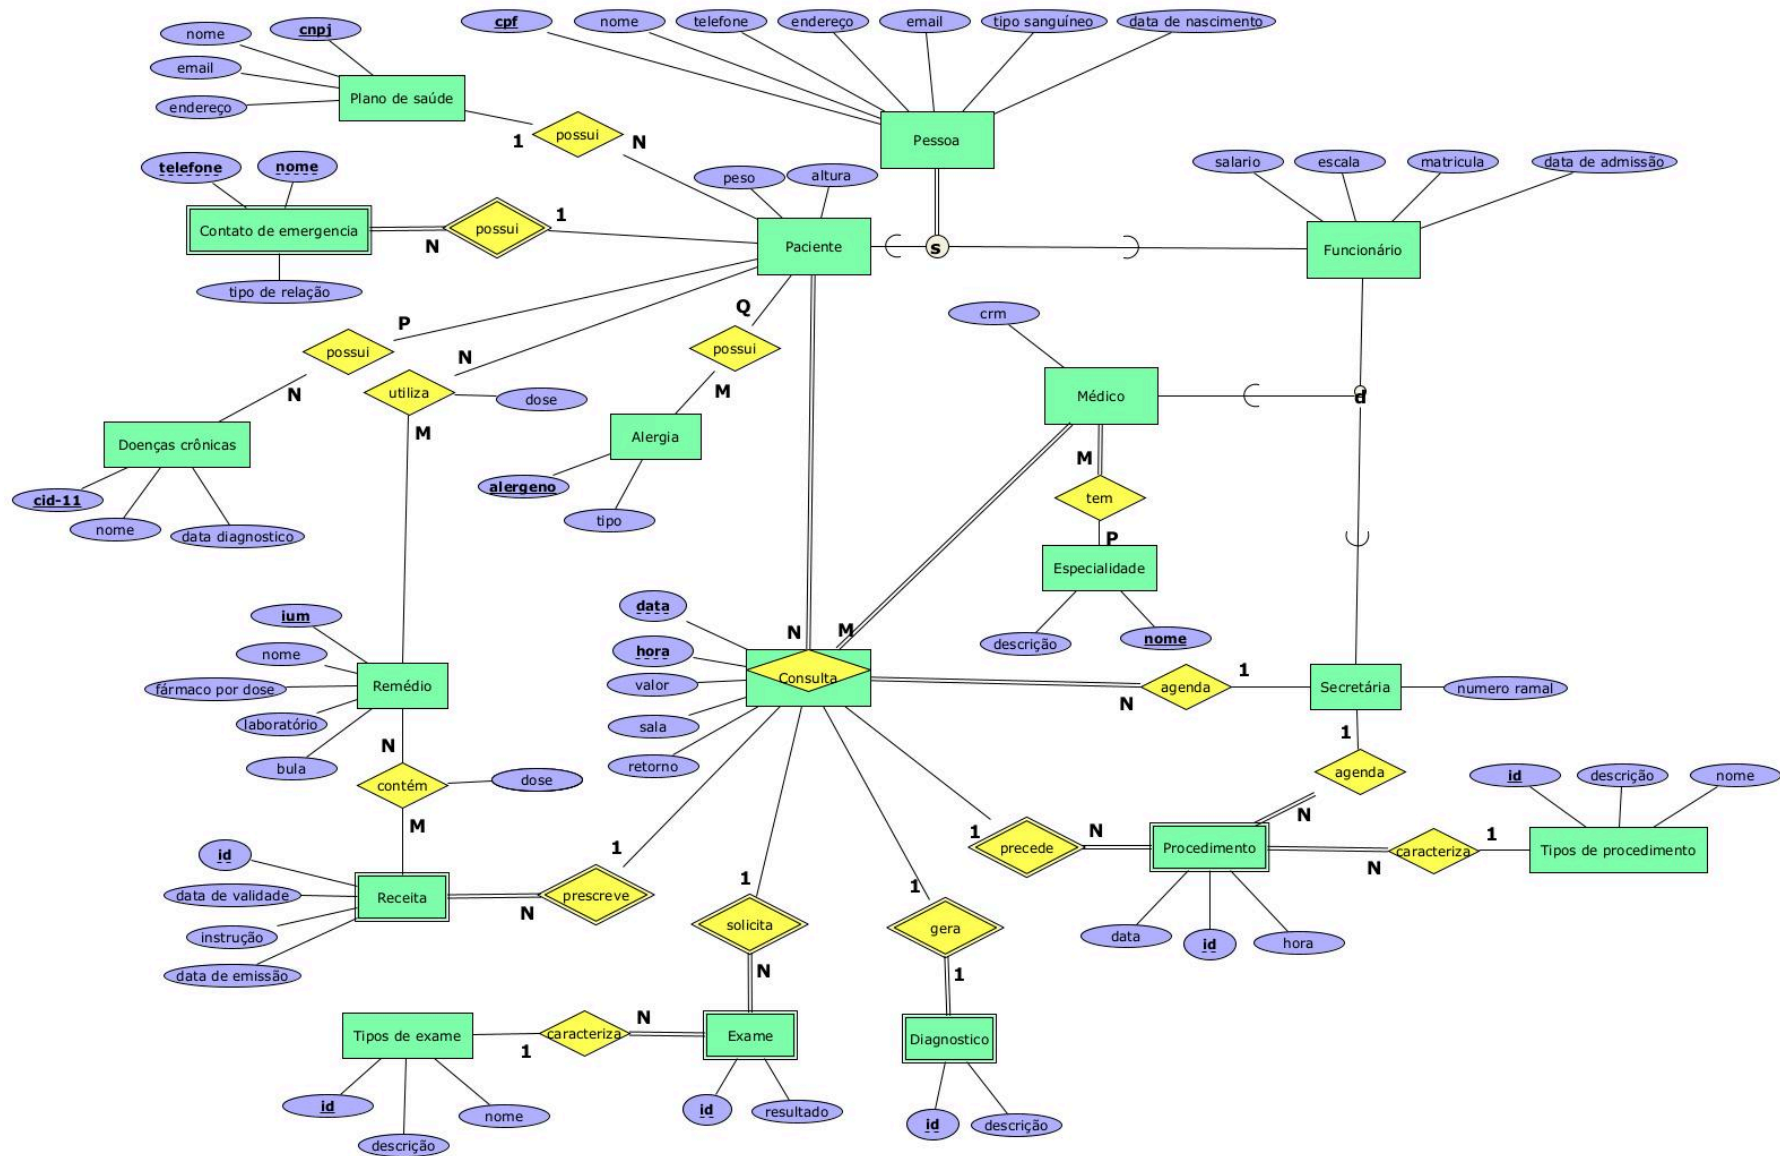 cpf
nome
telefone
endereço
email
tipo sanguíneo
data de nascimento
nome
cnpj
email
endereço
Plano de saúde
1
possui
N
Pessoa
telefone
nome
peso
altura
salario
escala
matricula
data de admissão
Contato de emergencia
N
possui
1
Paciente
s
Funcionário
tipo de relação
crm
P
possui
N
N
utiliza
dose
M
Q
possui
M
Médico
d
Doenças crônicas
cid-11
nome
data diagnostico
Alergia
alergeno
tipo
M
tem
P
Especialidade
descrição
nome
ium
nome
fármaco por dose
laboratório
bula
Remédio
data
hora
valor
sala
retorno
N
M
Consulta
N
agenda
1
Secretária
numero ramal
N
contém
dose
M
1
agenda
N
id
descrição
nome
id
data de validade
instrução
data de emissão
Receita
N
prescreve
1
1
solicita
N
1
gera
1
1
precede
N
Procedimento
N
caracteriza
1
Tipos de procedimento
data
id
hora
Tipos de exame
1
caracteriza
N
Exame
Diagnostico
id
descrição
nome
id
resultado
id
descrição